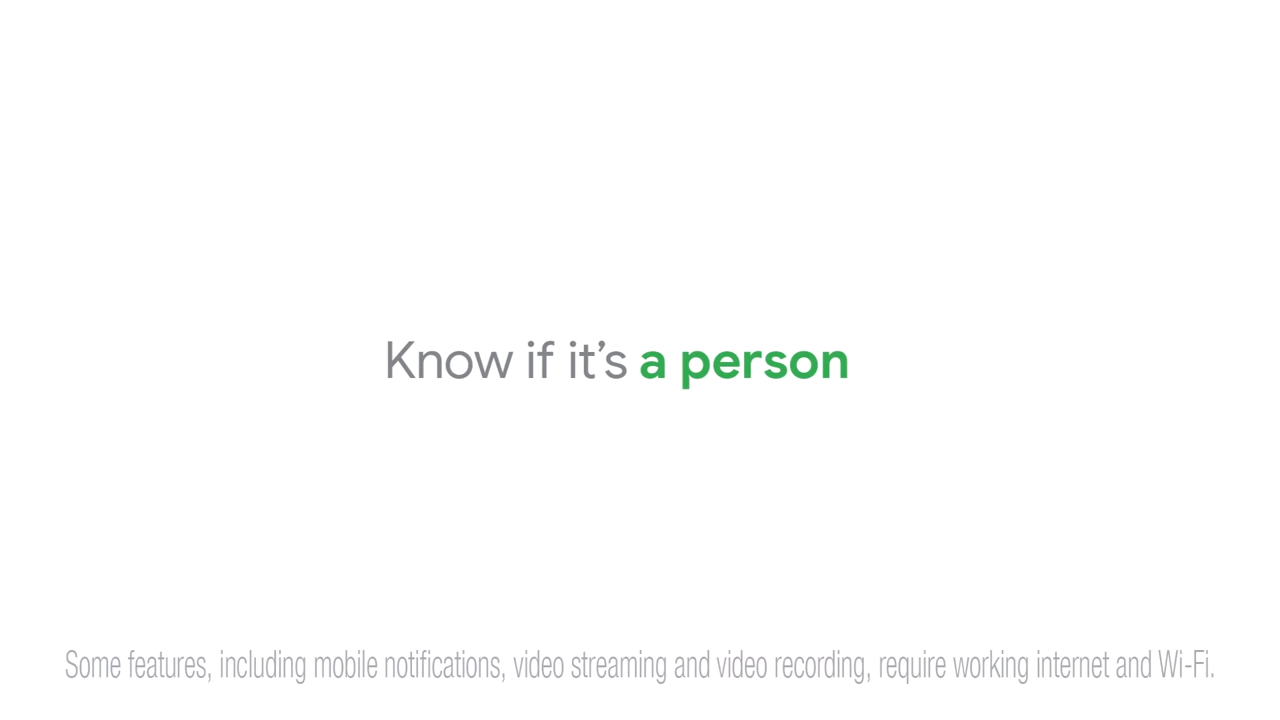 Know if it’s a person
Some features, including mobile notifications, video streaming and video recording, require working internet and Wi-Fi.